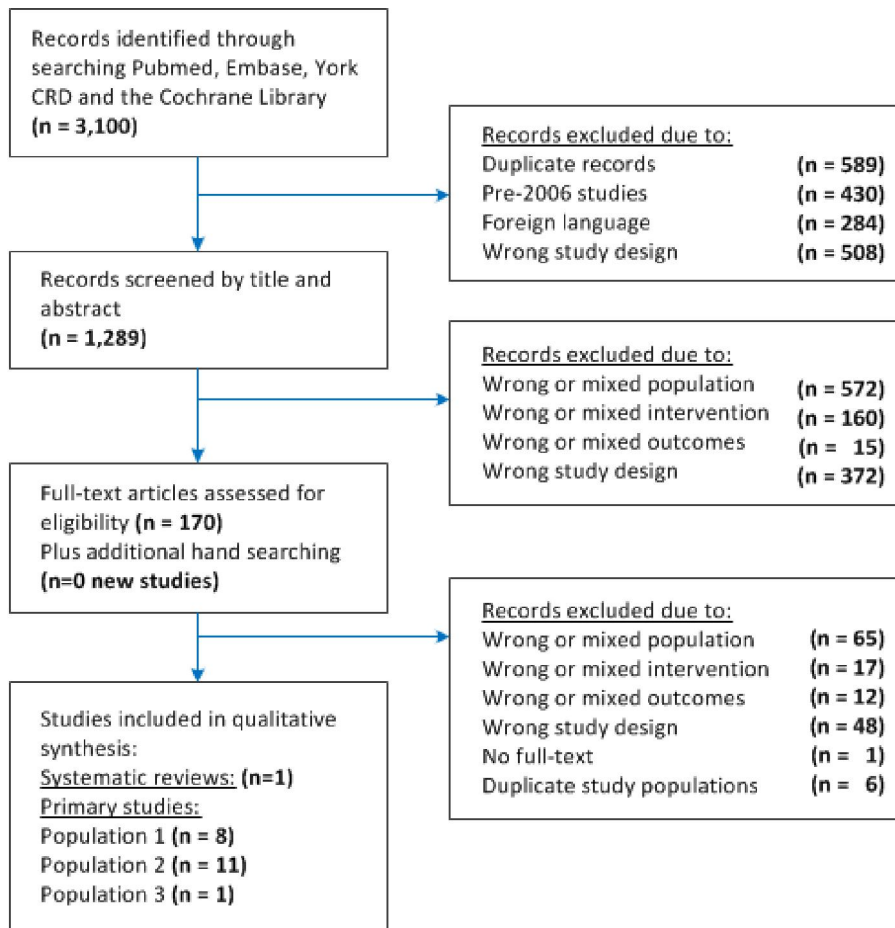 Records identified through
searching Pubmed, Embase, York
CRD and the Cochrane Library
(n = 3,100)
Records excluded due to:
Duplicate records (n = 589)
Pre-2006 studies (n = 430)
Foreign language (n = 284)
Wrong study design (n = 508)
Records screened by title and
abstract
(n = 1,289)
Records excluded due to:
Wrong or mixed population (n = 572)
Wrong or mixed intervention (n = 160)
Wrong or mixed outcomes (n = 15)
Wrong study design (n = 372)
Full-text articles assessed for
eligibility (n = 170)
Plus additional hand searching
(n=0 new studies)
Records excluded due to:
Wrong or mixed population (n = 65)
Wrong or mixed intervention (n = 17)
Wrong or mixed outcomes (n = 12)
Wrong study design (n = 48)
No full-text (n = 1)
Duplicate study populations (n = 6)
Studies included in qualitative
synthesis:
Systematic reviews: (n=1)
Primary studies:
Population 1 (n = 8)
Population 2 (n = 11)
Population 3 (n = 1)